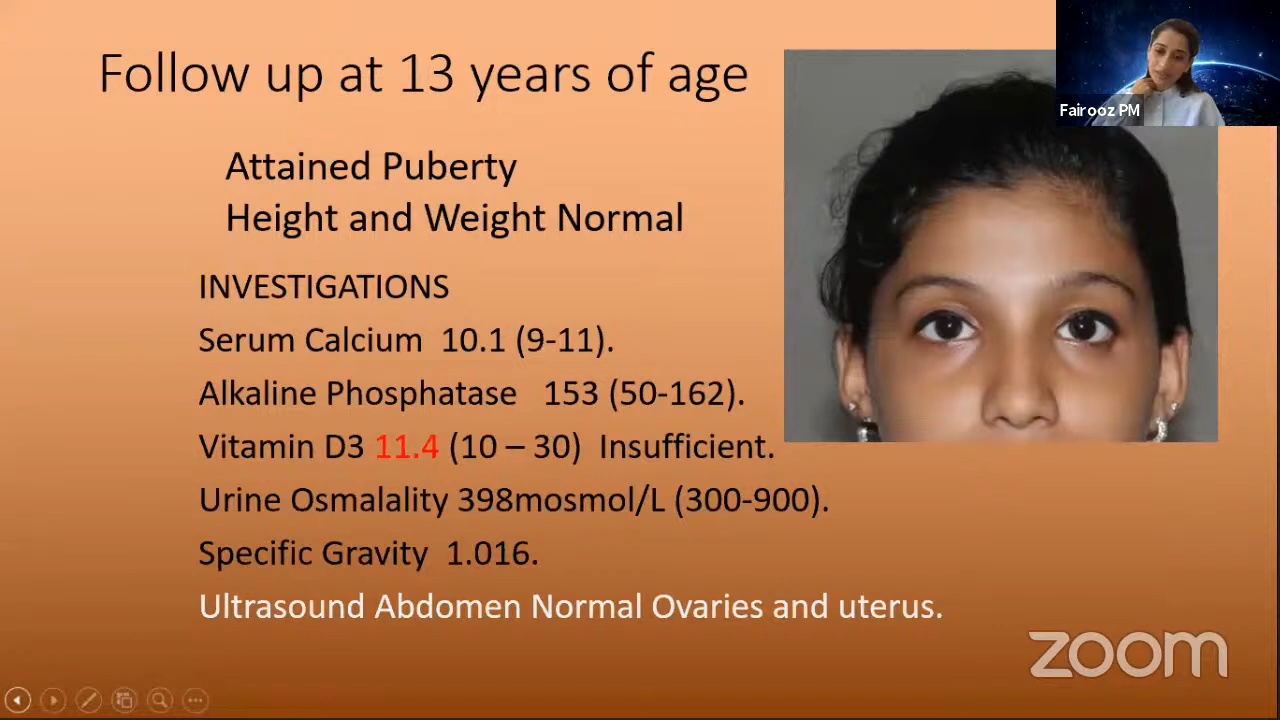 Follow up at 13 years of age
Fairooz PM
Attained Puberty
Height and Weight Normal
INVESTIGATIONS
Serum Calcium 10.1 (9-11).
Alkaline Phosphatase 153 (50-162).
Vitamin D3 11.4 (10 – 30) Insufficient.
Urine Osmalality 398mosmol/L (300-900).
Specific Gravity 1.016.
Ultrasound Abdomen Normal Ovaries and uterus.
zoom